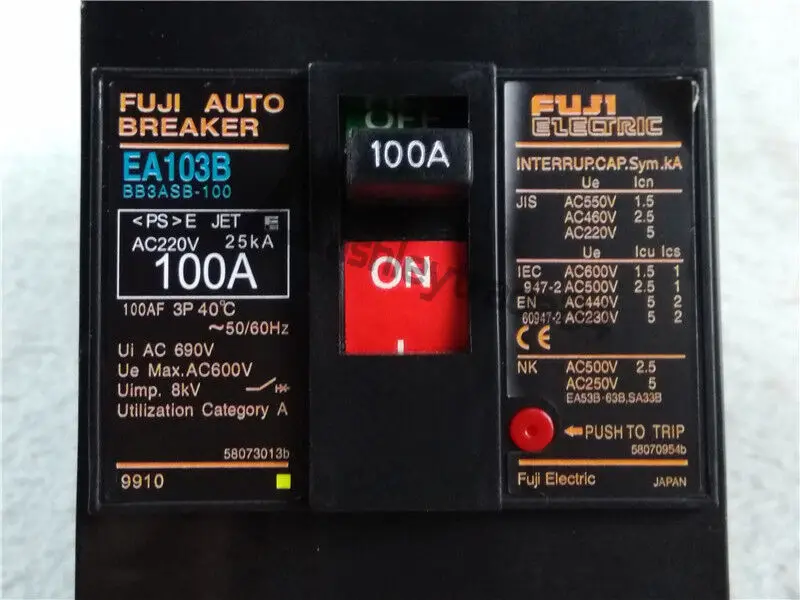 FUJI AUTO
BREAKER
EA103B
BB3ASB-100
<PS>E JET
AC220V 25kA
100A
100AF 3P 40℃
~50/60Hz
Ui AC 690V
Ue Max.AC600V
Uimp. 8kV
Utilization Category A
58073013b
9910
OFF
100A
ON
FUJI
ELECTRIC
INTERRUP.CAP.Sym.kA
Ue Icn
JIS AC550V 1.5
AC460V 2.5
AC220V 5
Ue Icu Ics
IEC AC600V 1.5 1
947-2 AC500V 2.5 1
EN AC440V 5 2
60947-2 AC230V 5 2
CE
NK AC500V 2.5
AC250V 5
EA53B·63B,SA33B
PUSH TO TRIP
58070954b
Fuji Electric JAPAN